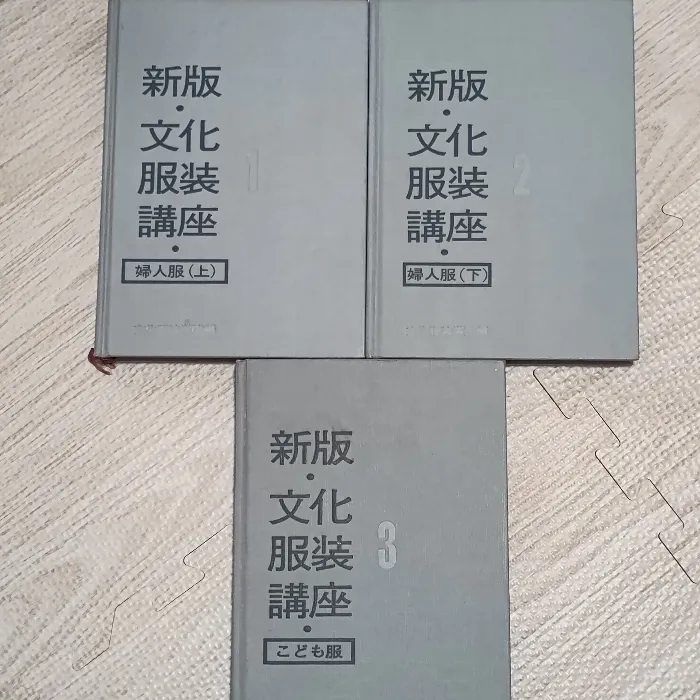 新版
・
文化
服装
講座
・
1
婦人服(上)
新版
・
文化
服装
講座
・
2
婦人服(下)
新版
・
文化
服装
講座
・
3
こども服